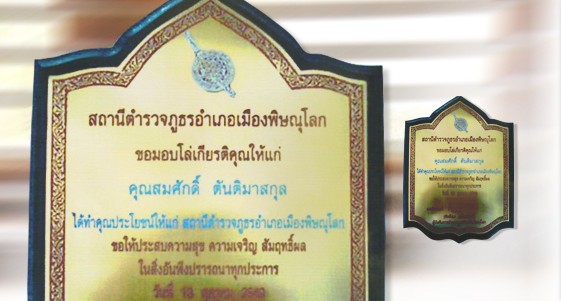 สถานีตำรวจภูธรอำเภอเมืองพิษณุโลก
ขอมอบโล่เกียรติคุณให้แก่
คุณสมศักดิ์ ตันติมาสกุล
ได้ทำคุณประโยชน์ให้แก่ สถานีตำรวจภูธรอำเภอเมืองพิษณุโลก
ขอให้ประสบความสุข ความเจริญ สัมฤทธิ์ผล
ในสิ่งอันพึงปรารถนาทุกประการ
วันที่ 13 ตุลาคม
สถานีตำรวจภูธรอำเภอเมืองพิษณุโลก
ขอมอบโล่เกียรติคุณให้แก่
คุณสมศักดิ์ ตันติมาสกุล